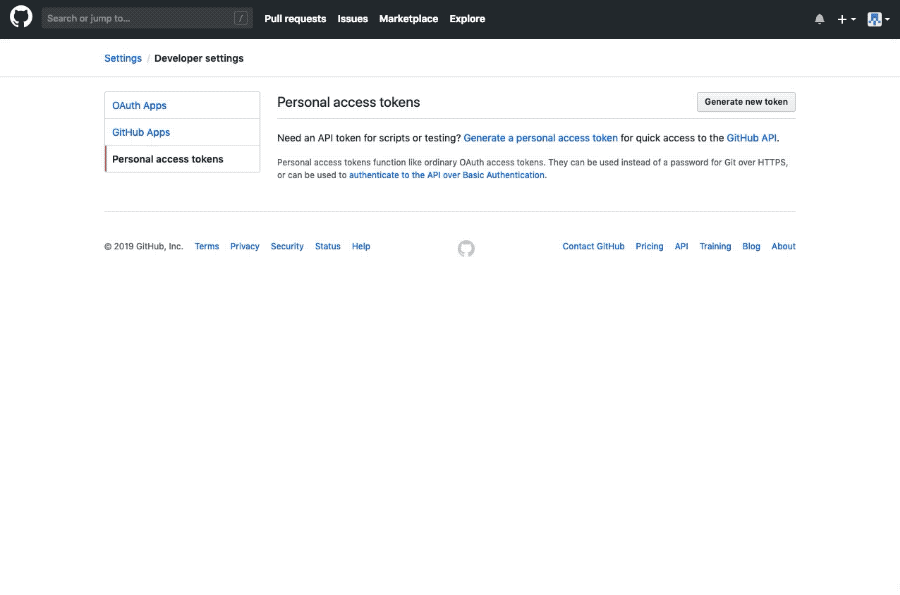 Search or jump to... /
Pull requests Issues Marketplace Explore
Settings / Developer settings
OAuth Apps
GitHub Apps
Personal access tokens
Personal access tokens
Generate new token
Need an API token for scripts or testing? Generate a personal access token for quick access to the GitHub API.
Personal access tokens function like ordinary OAuth access tokens. They can be used instead of a password for Git over HTTPS,
or can be used to authenticate to the API over Basic Authentication.
© 2019 GitHub, Inc. Terms Privacy Security Status Help
Contact GitHub Pricing API Training Blog About